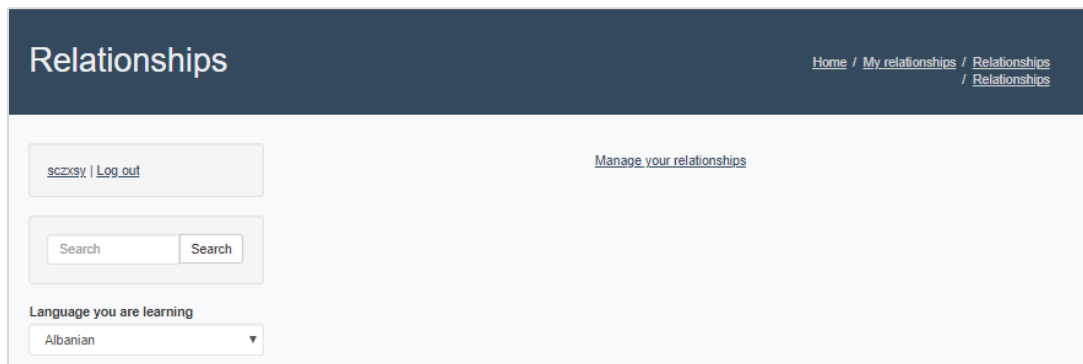 Relationships
Home / My relationships / Relationships
/ Relationships
sczxsy | Log out
Manage your relationships
Search Search
Language you are learning
Albanian